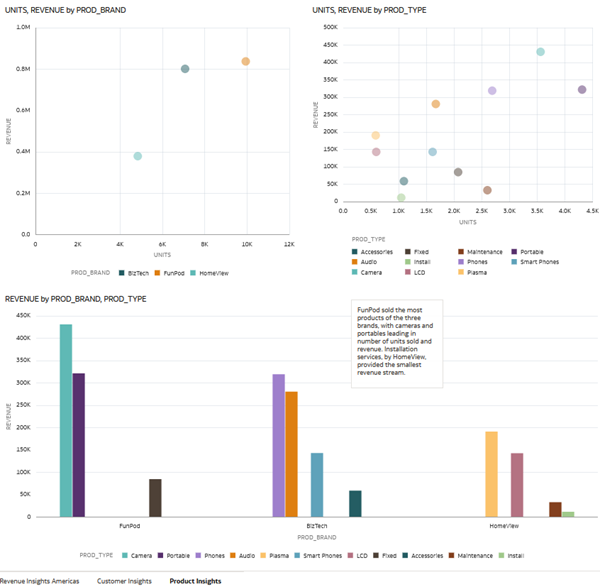 UNITS, REVENUE by PROD_BRAND
1.0M
0.8M
0.6M
0.4M
0.2M
0.0
REVENUE
0 2K 4K 6K 8K 10K 12K
UNITS
PROD_BRAND BizTech FunPod HomeView
UNITS, REVENUE by PROD_TYPE
500K
450K
400K
350K
300K
250K
200K
150K
100K
50K
0
REVENUE
0.0 0.5K 1.0K 1.5K 2.0K 2.5K 3.0K 3.5K 4.0K 4.5K
UNITS
PROD_TYPE
Accessories Fixed Maintenance Portable
Audio Install Phones Smart Phones
Camera LCD Plasma
REVENUE by PROD_BRAND, PROD_TYPE
FunPod sold the most
products of the three
brands, with cameras and
portables leading in
number of units sold and
revenue. Installation
services, by HomeView,
provided the smallest
revenue stream.
450K
400K
350K
300K
250K
200K
150K
100K
50K
0
REVENUE
FunPod BizTech HomeView
PROD_BRAND
PROD_TYPE Camera Portable Phones Audio Plasma Smart Phones LCD Fixed Accessories Maintenance Install
Revenue Insights Americas Customer Insights Product Insights